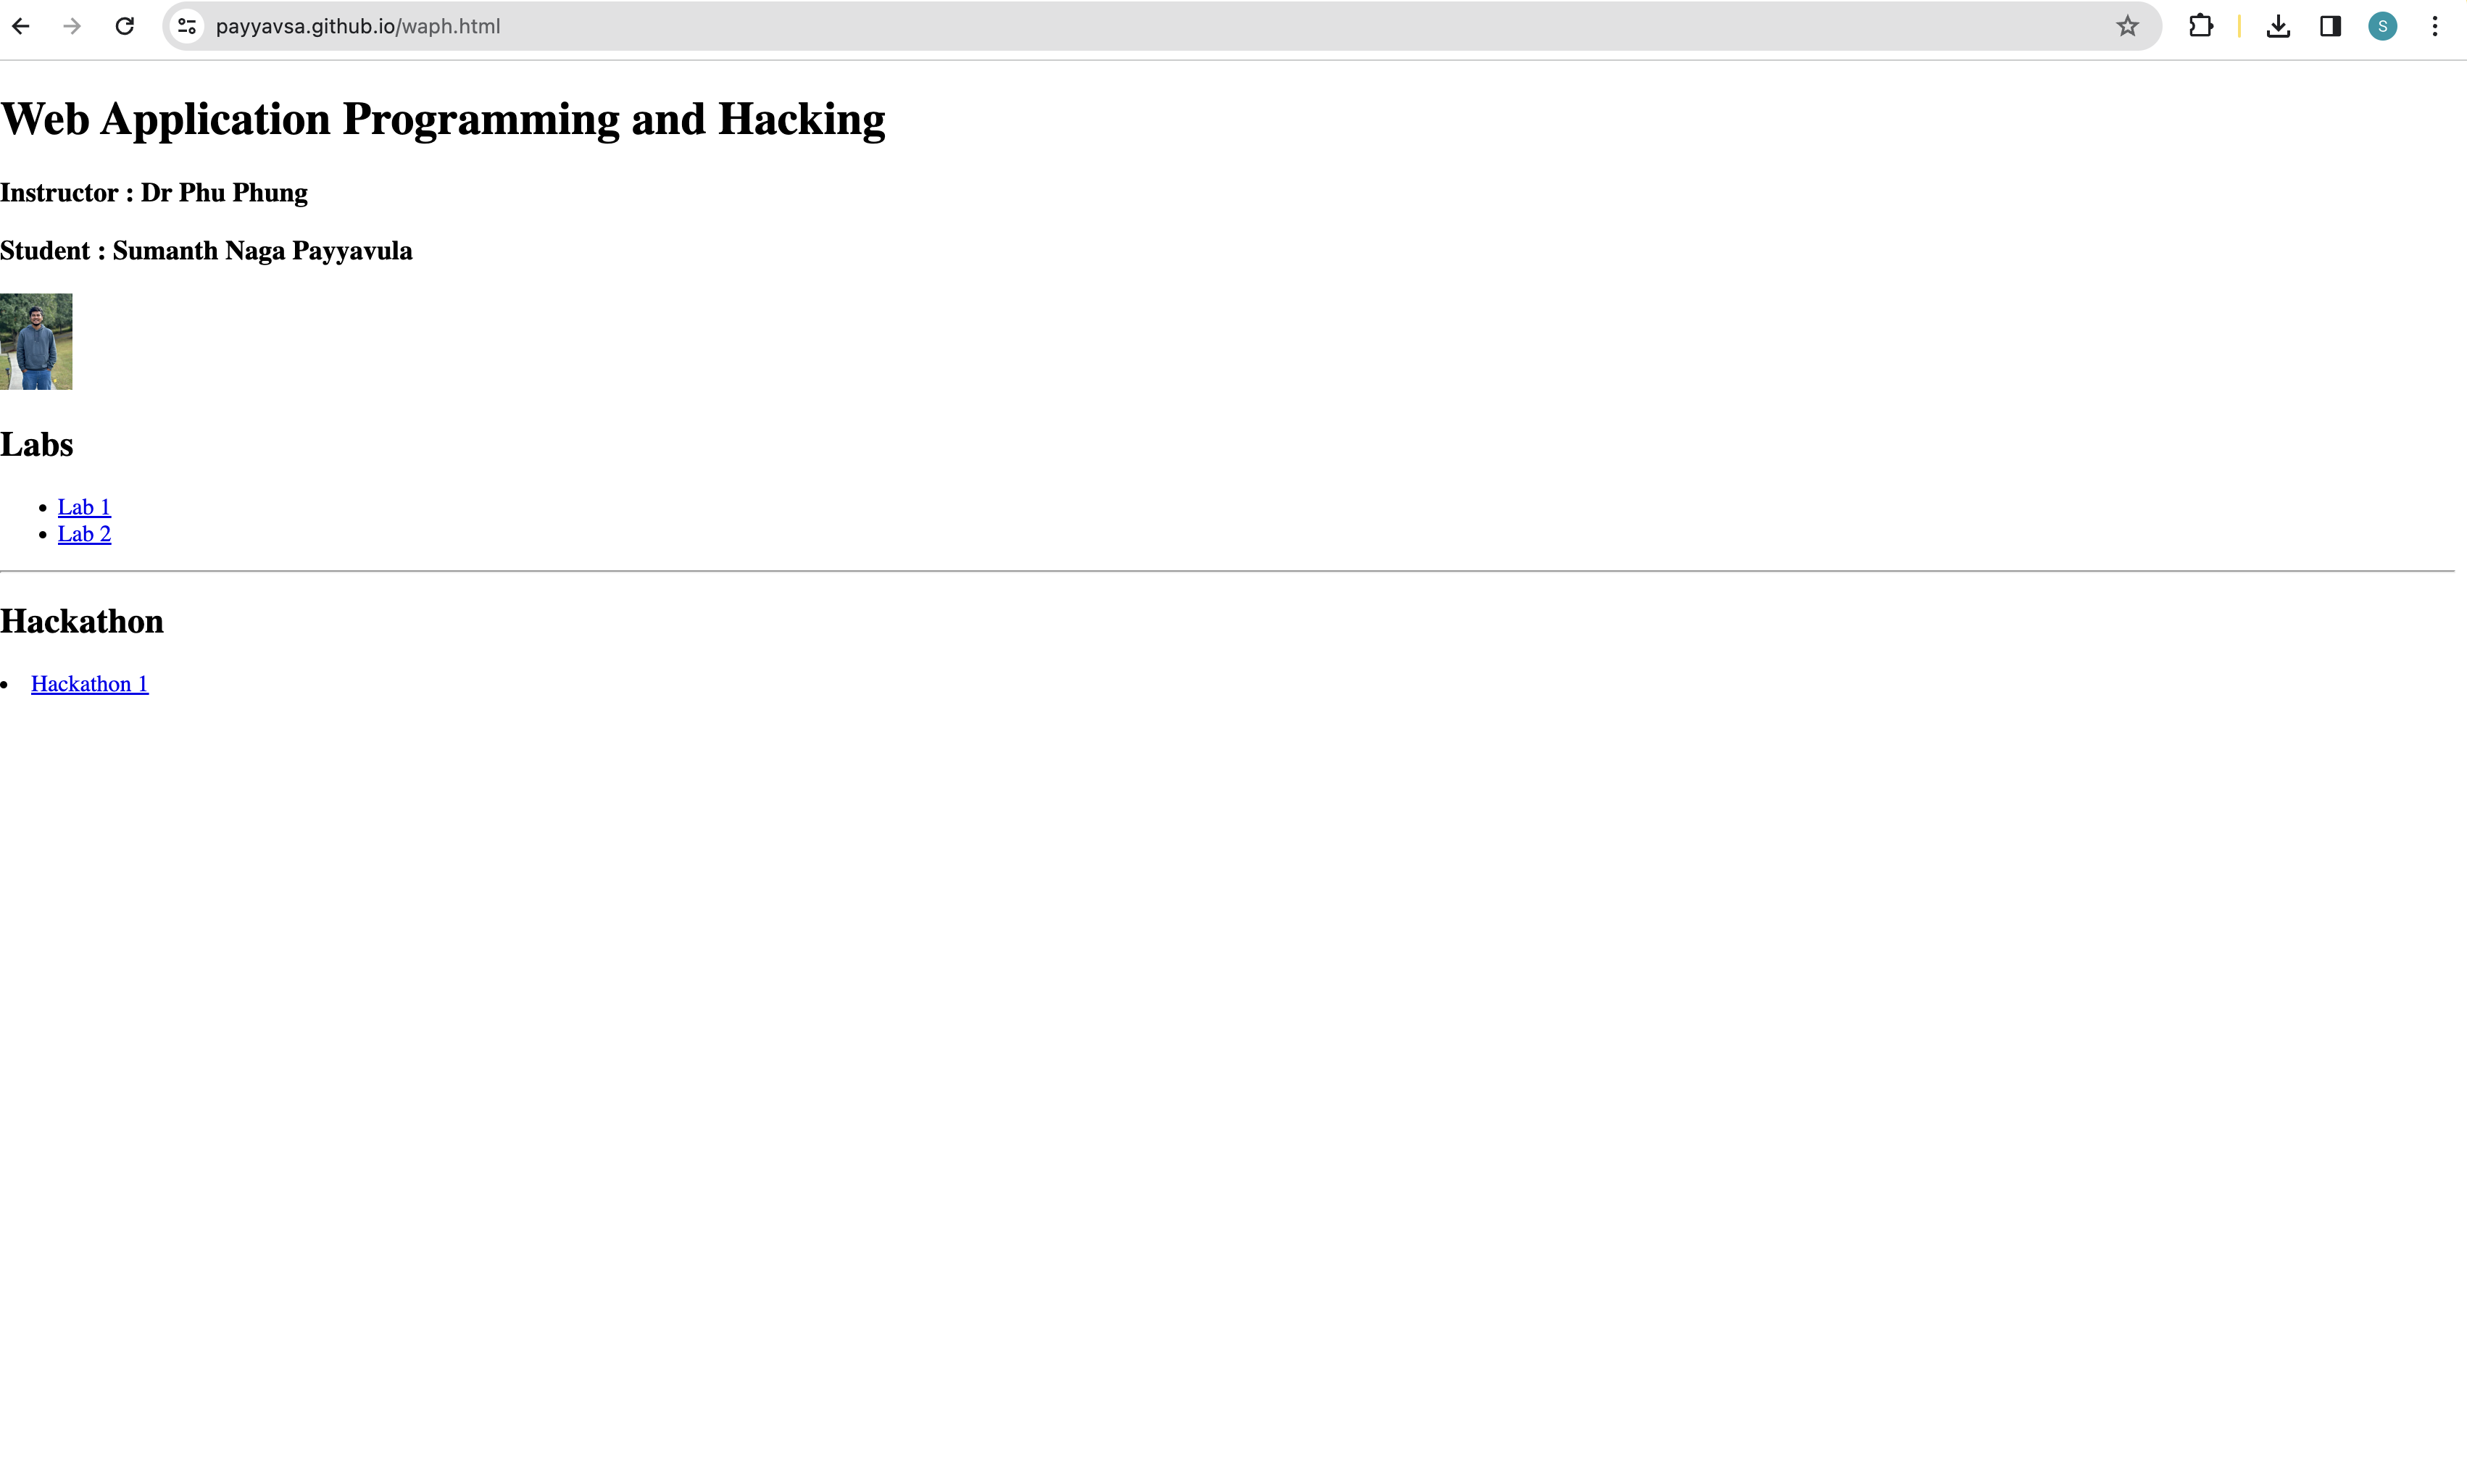 payyavsa.github.io/waph.html
S
Web Application Programming and Hacking
Instructor : Dr Phu Phung
Student : Sumanth Naga Payyavula
Labs
Lab 1
Lab 2
Hackathon
Hackathon 1